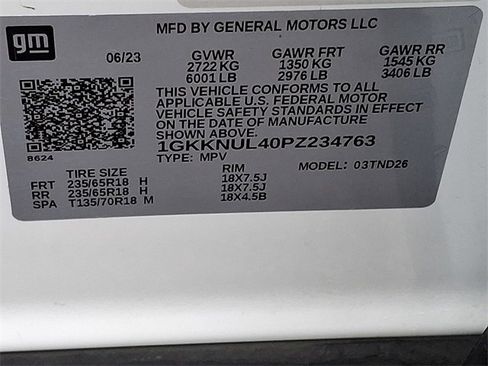 MFD BY GENERAL MOTORS LLC
gm
06/23 GVWR GAWR FRT GAWR RR
2722 KG 1350 KG 1545 KG
6001 LB 2976 LB 3406 LB
THIS VEHICLE CONFORMS TO ALL
APPLICABLE U.S. FEDERAL MOTOR
VEHICLE SAFETY STANDARDS IN EFFECT
ON THE DATE OF MANUFACTURE
SHOWN ABOVE.
1GKKNUL40PZ234763
8624
TYPE: MPV MODEL: 03TND26
TIRE SIZE RIM
FRT 235/65R18 H 18X7.5J
RR 235/65R18 H 18X7.5J
SPA T135/70R18 M 18X4.5B